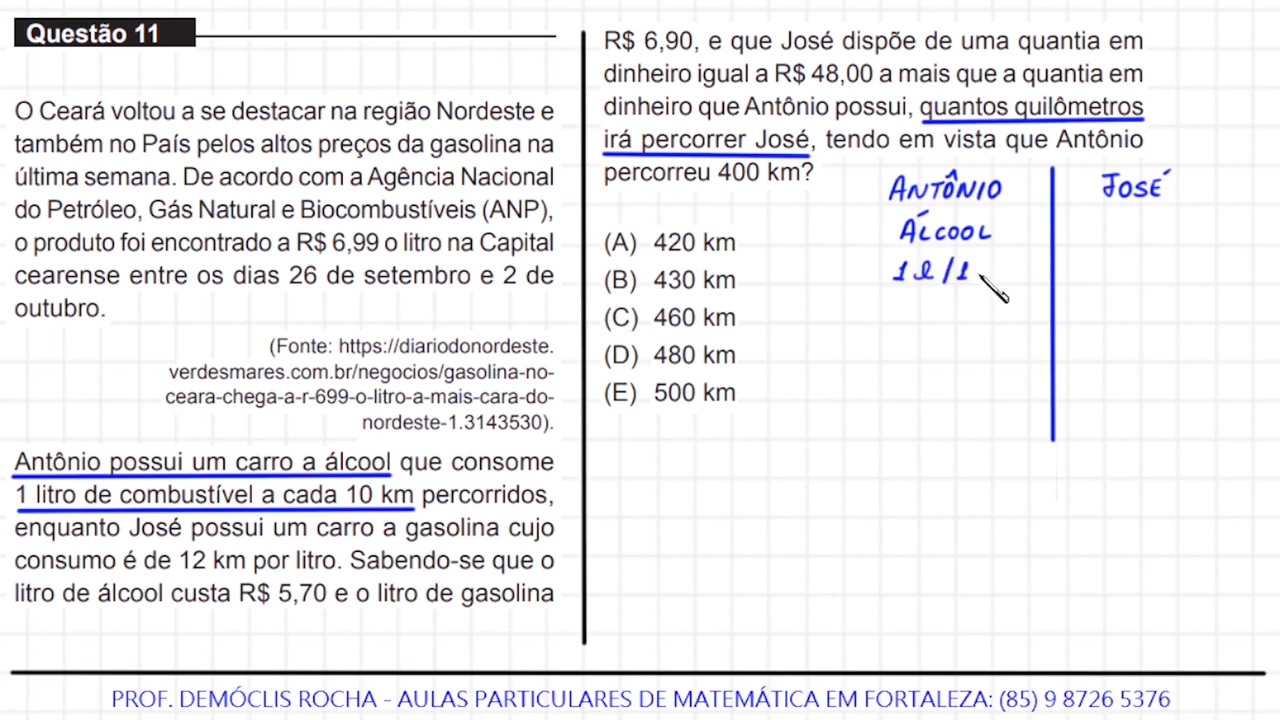 Questão 11
O Ceará voltou a se destacar na região Nordeste e
também no País pelos altos preços da gasolina na
última semana. De acordo com a Agência Nacional
do Petróleo, Gás Natural e Biocombustíveis (ANP),
o produto foi encontrado a R$ 6,99 o litro na Capital
cearense entre os dias 26 de setembro e 2 de
outubro.
(Fonte: https://diariodonordeste.
verdesmares.com.br/negocios/gasolina-no-
ceara-chega-a-r-699-o-litro-a-mais-cara-do-
nordeste-1.3143530).
Antônio possui um carro a álcool que consome
1 litro de combustível a cada 10 km percorridos,
enquanto José possui um carro a gasolina cujo
consumo é de 12 km por litro. Sabendo-se que o
litro de álcool custa R$ 5,70 e o litro de gasolina
R$ 6,90, e que José dispõe de uma quantia em
dinheiro igual a R$ 48,00 a mais que a quantia em
dinheiro que Antônio possui, quantos quilômetros
irá percorrer José, tendo em vista que Antônio
percorreu 400 km?
(A) 420 km
(B) 430 km
(C) 460 km
(D) 480 km
(E) 500 km
ANTÔNIO
ÁLCOOL
1 l / 1
JOSÉ
PROF. DEMÓCLIS ROCHA - AULAS PARTICULARES DE MATEMÁTICA EM FORTALEZA: (85) 9 8726 5376